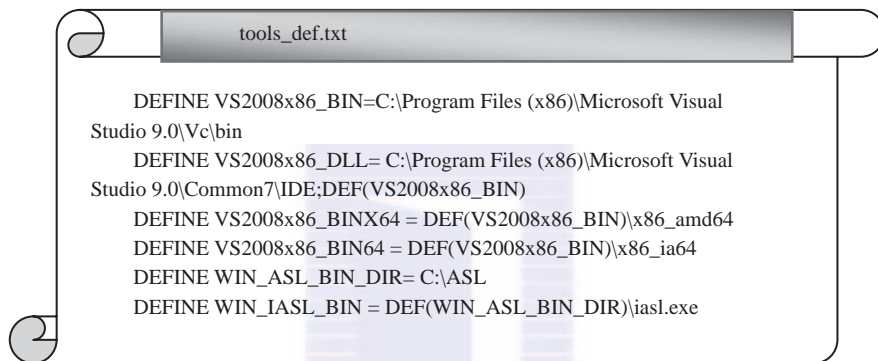 tools_def.txt
DEFINE VS2008x86_BIN=C:\Program Files (x86)\Microsoft Visual
Studio 9.0\Vc\bin
DEFINE VS2008x86_DLL= C:\Program Files (x86)\Microsoft Visual
Studio 9.0\Common7\IDE;DEF(VS2008x86_BIN)
DEFINE VS2008x86_BINX64 = DEF(VS2008x86_BIN)\x86_amd64
DEFINE VS2008x86_BIN64 = DEF(VS2008x86_BIN)\x86_ia64
DEFINE WIN_ASL_BIN_DIR= C:\ASL
DEFINE WIN_IASL_BIN = DEF(WIN_ASL_BIN_DIR)\iasl.exe